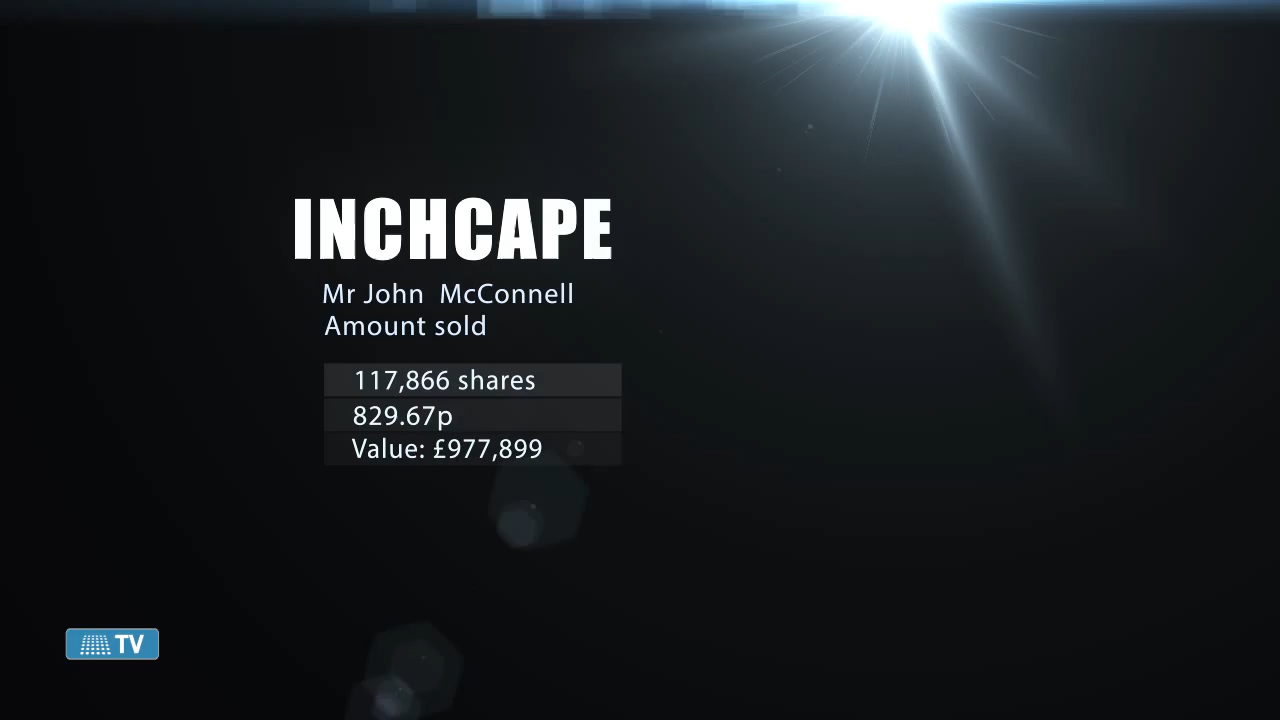 INCHCAPE
Mr John McConnell
Amount sold
117,866 shares
829.67p
Value: £977,899
TV